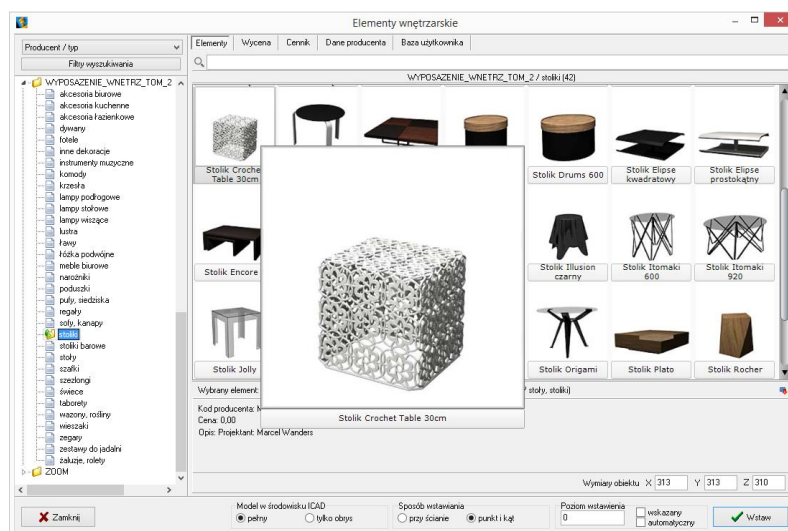 Elementy wnętrzarskie
Producent / typ
Filtry wyszukiwania
WYPOSAZENIE_WNETRZ_TOM_2
akcesoria biurowe
akcesoria kuchenne
akcesoria łazienkowe
dywany
fotele
inne dekoracje
instrumenty muzyczne
komody
krzesła
lampy podłogowe
lampy stołowe
lampy wiszące
lustra
ławy
łóżka podwójne
meble biurowe
narożniki
poduszki
pufy, siedziska
regały
sofy, kanapy
stoliki
stoliki barowe
stoły
szafki
szezlongi
świece
taborety
wazony, rośliny
wieszaki
zegary
zestawy do jadalni
żaluzje, rolety
ZOOM
Elementy Wycena Cennik Dane producenta Baza użytkownika
WYPOSAZENIE_WNETRZ_TOM_2 / stoliki (42)
Stolik Croche
Table 30cm
Stolik Drums 600
Stolik Elipse
kwadratowy
Stolik Elipse
prostokątny
Stolik Encore
Stolik Illusion
czarny
Stolik Itomaki
600
Stolik Itomaki
920
Stolik Jolly
Stolik Origami
Stolik Plato
Stolik Rocher
Stolik Crochet Table 30cm
Wybrany element:
/ stoły, stoliki)
Kod producenta: M
Cena: 0,00
Opis: Projektant: Marcel Wanders
Wymiary obiektu X 313 Y 313 Z 310
Zamknij
Model w środowisku ICAD
pełny tylko obrys
Sposób wstawiania
przy ścianie punkt i kąt
Poziom wstawienia
0
wskazany
automatyczny
Wstaw